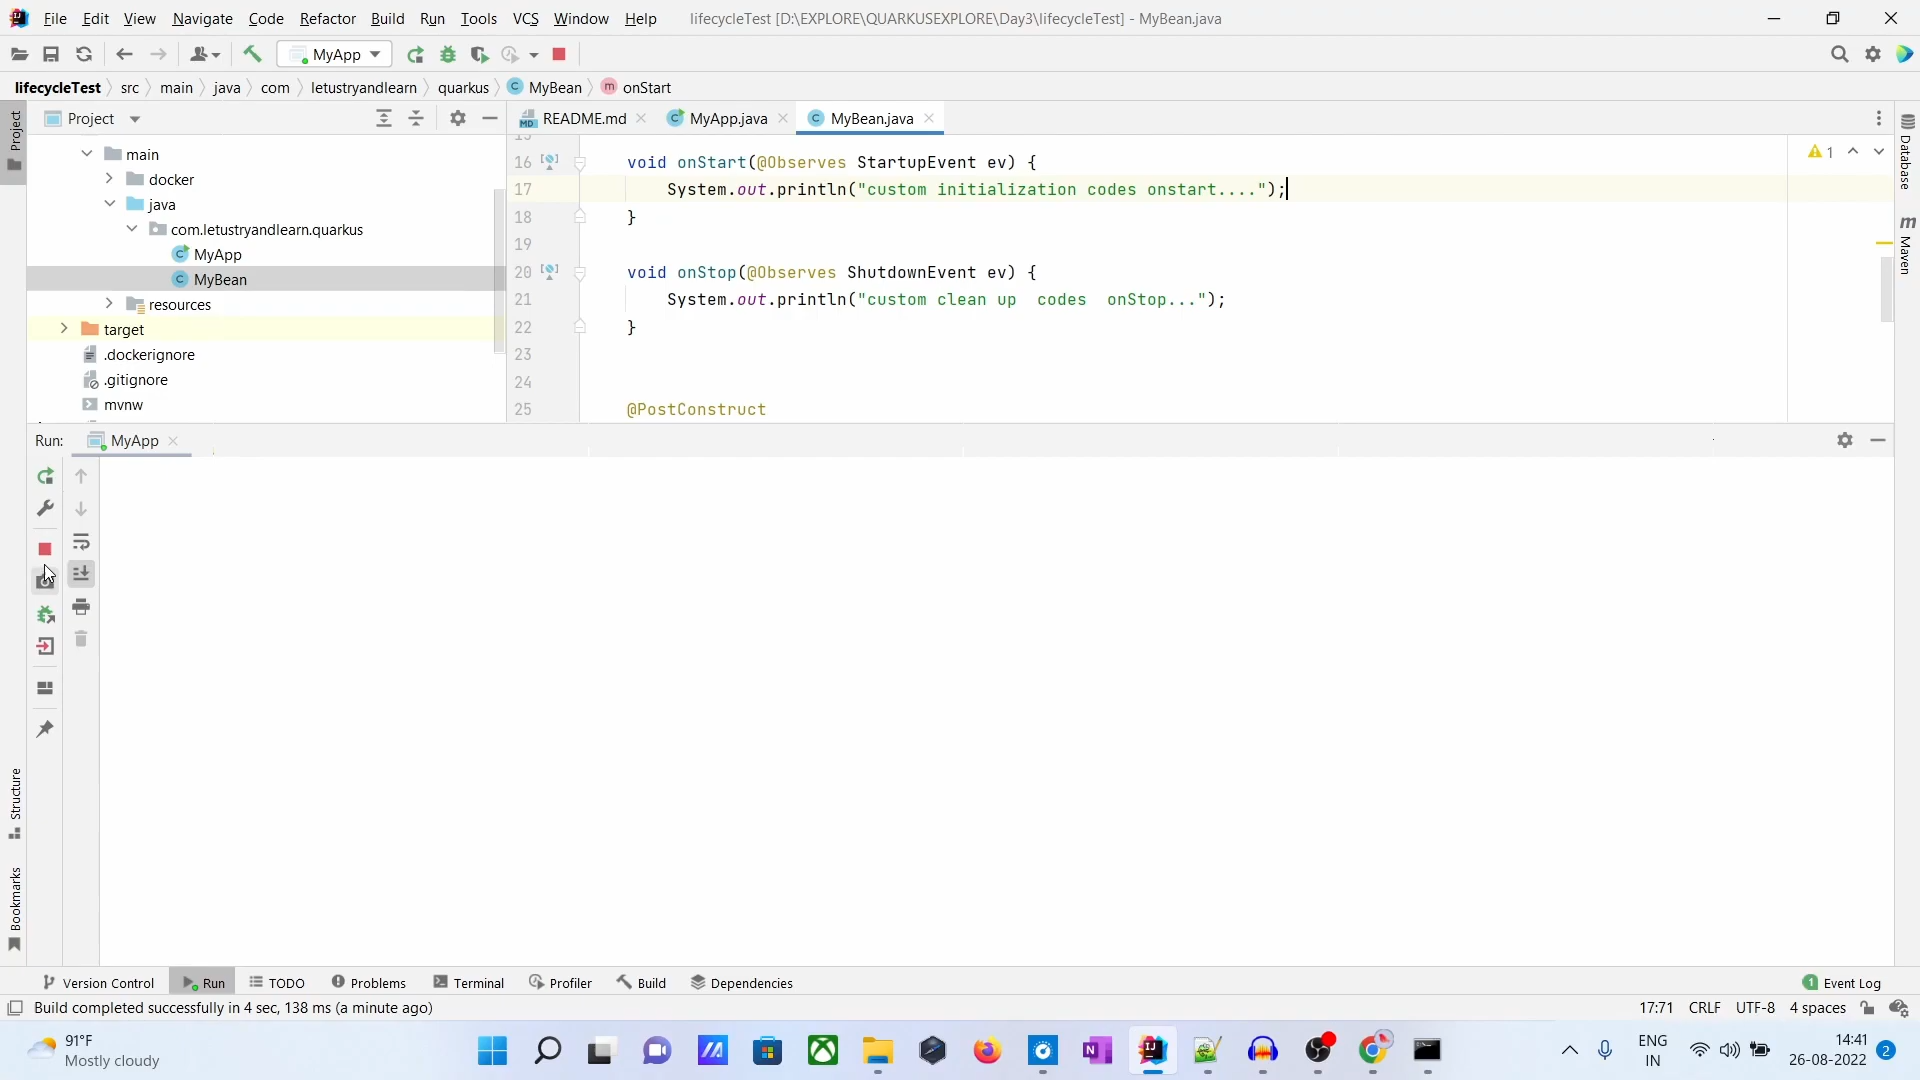 File Edit View Navigate Code Refactor Build Run Tools VCS Window Help lifecycleTest [D:\EXPLORE\QUARKUSEXPLORE\Day3\lifecycleTest] - MyBean.java
MyApp
lifecycleTest src main java com letustryandlearn quarkus MyBean onStart
Project
README.md MyApp.java MyBean.java
main
docker
java
com.letustryandlearn.quarkus
MyApp
MyBean
resources
target
.dockerignore
.gitignore
mvnw
15
16 void onStart(@Observes StartupEvent ev) {
17 System.out.println("custom initialization codes onstart....");
18 }
19
20 void onStop(@Observes ShutdownEvent ev) {
21 System.out.println("custom clean up  codes  onStop...");
22 }
23
24
25 @PostConstruct
1
Project
Structure
Bookmarks
Database
Maven
Run: MyApp
Version Control Run TODO Problems Terminal Profiler Build Dependencies 1 Event Log
Build completed successfully in 4 sec, 138 ms (a minute ago) 17:71 CRLF UTF-8 4 spaces
91°F
Mostly cloudy
ENG
IN
14:41
26-08-2022
2